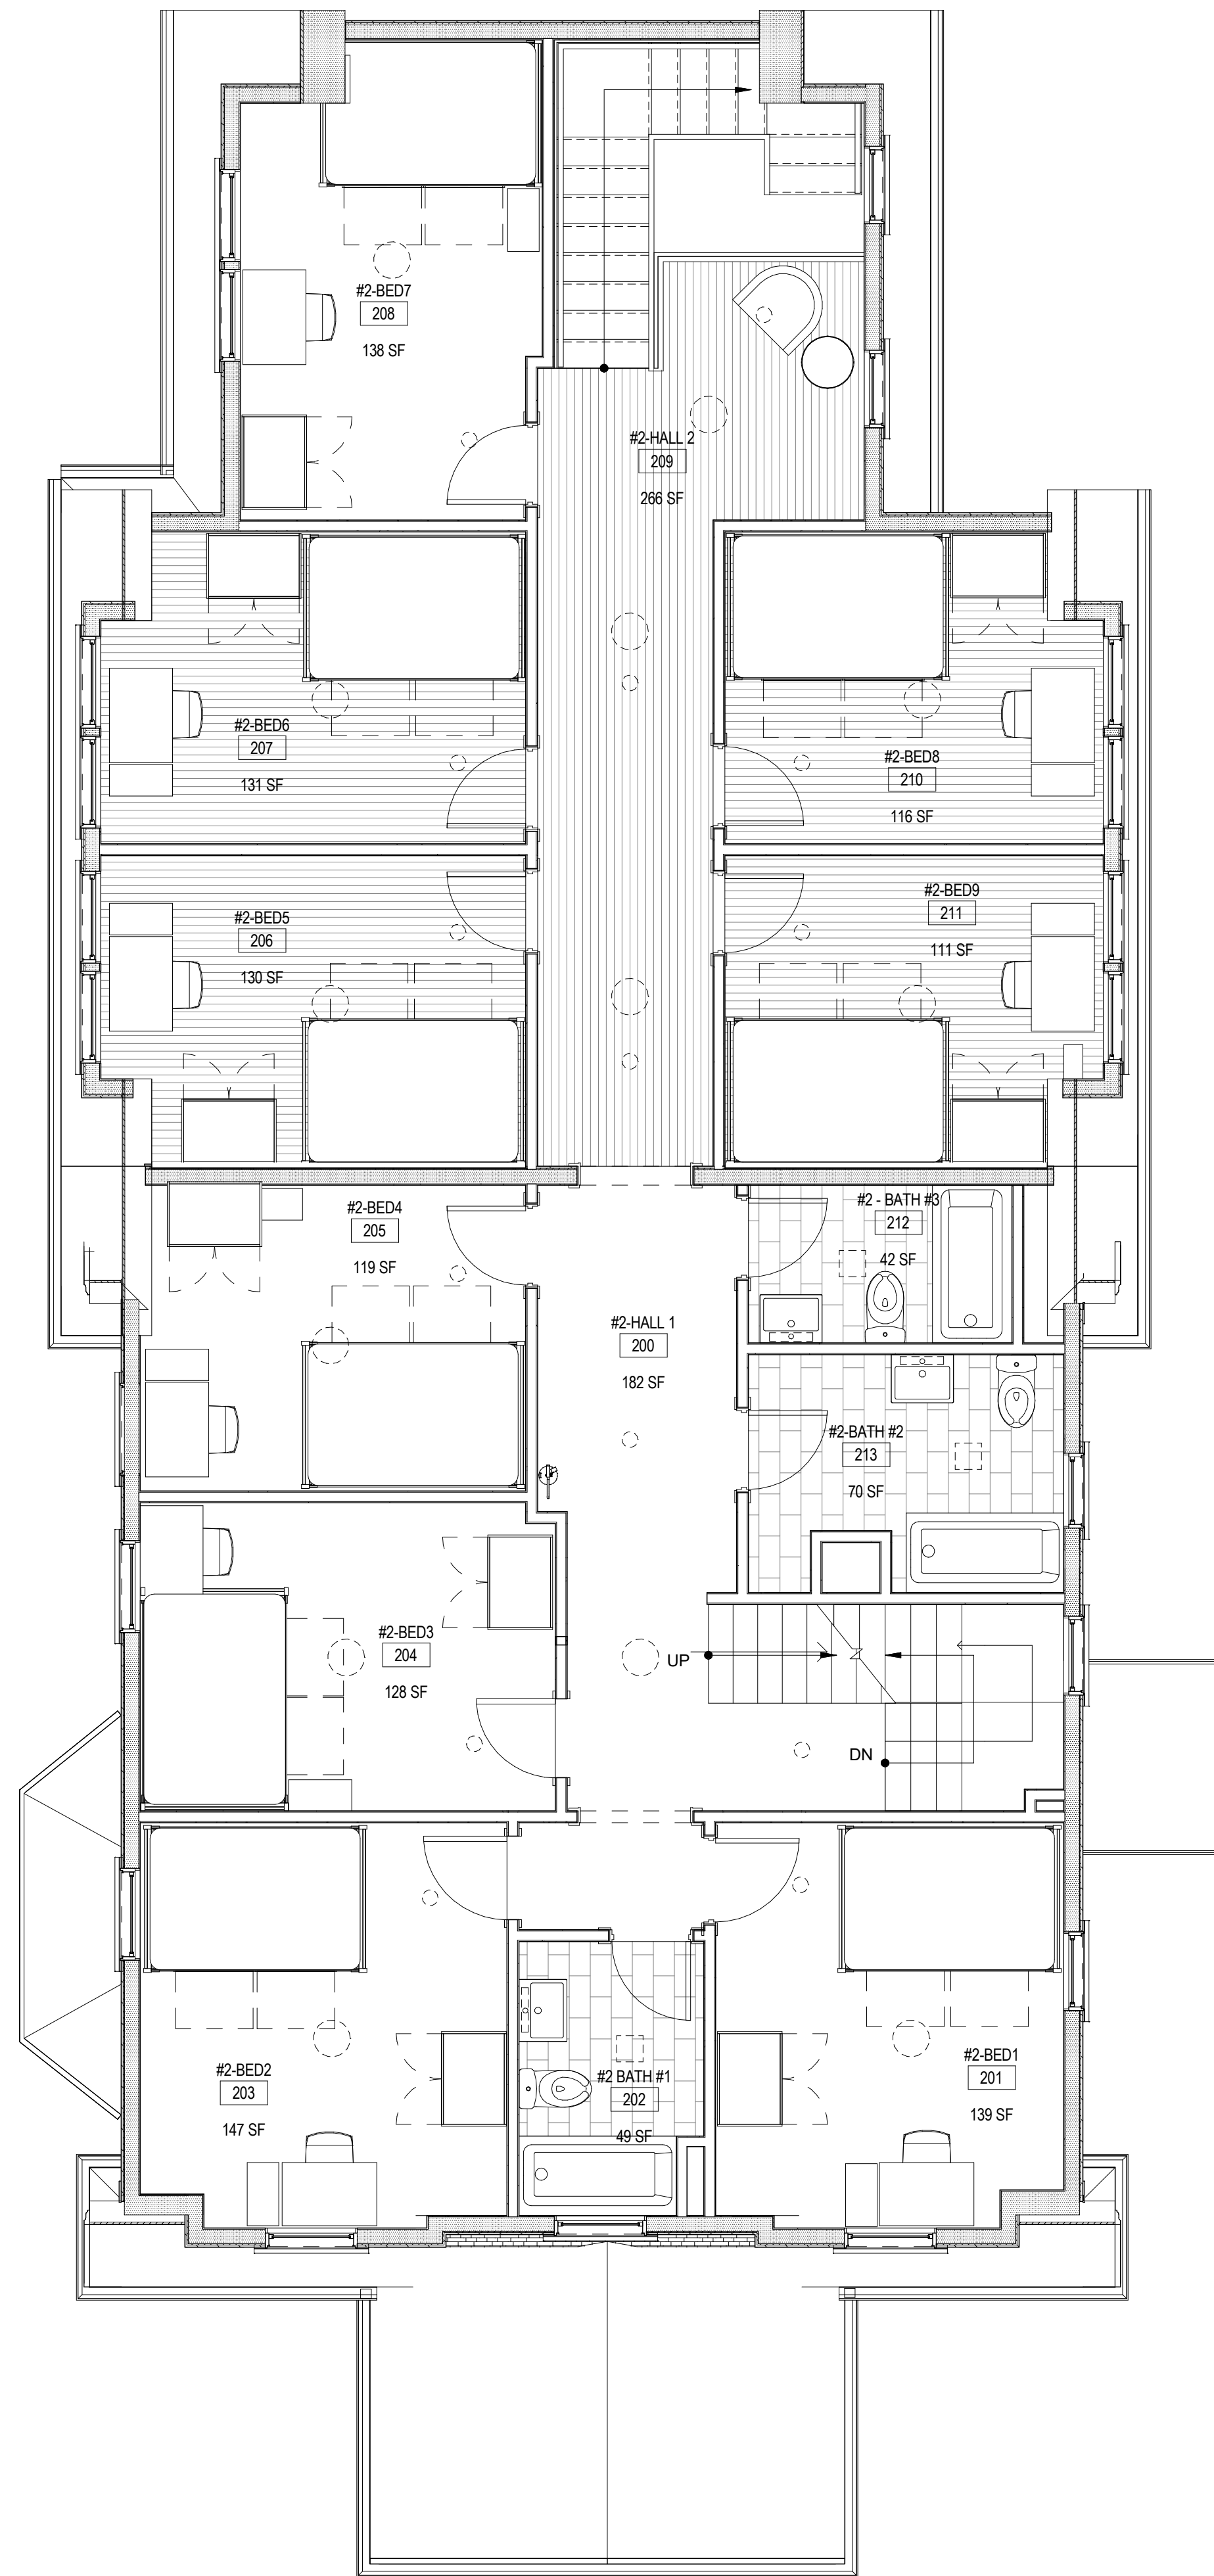 #2-BED7
208
138 SF
#2-HALL 2
209
266 SF
#2-BED6
207
131 SF
#2-BED8
210
116 SF
#2-BED5
206
130 SF
#2-BED9
211
111 SF
#2-BED4
205
119 SF
#2 - BATH #3
212
42 SF
#2-HALL 1
200
182 SF
#2-BATH #2
213
70 SF
#2-BED3
204
128 SF
UP
DN
#2-BED2
203
147 SF
#2 BATH #1
202
49 SF
#2-BED1
201
139 SF